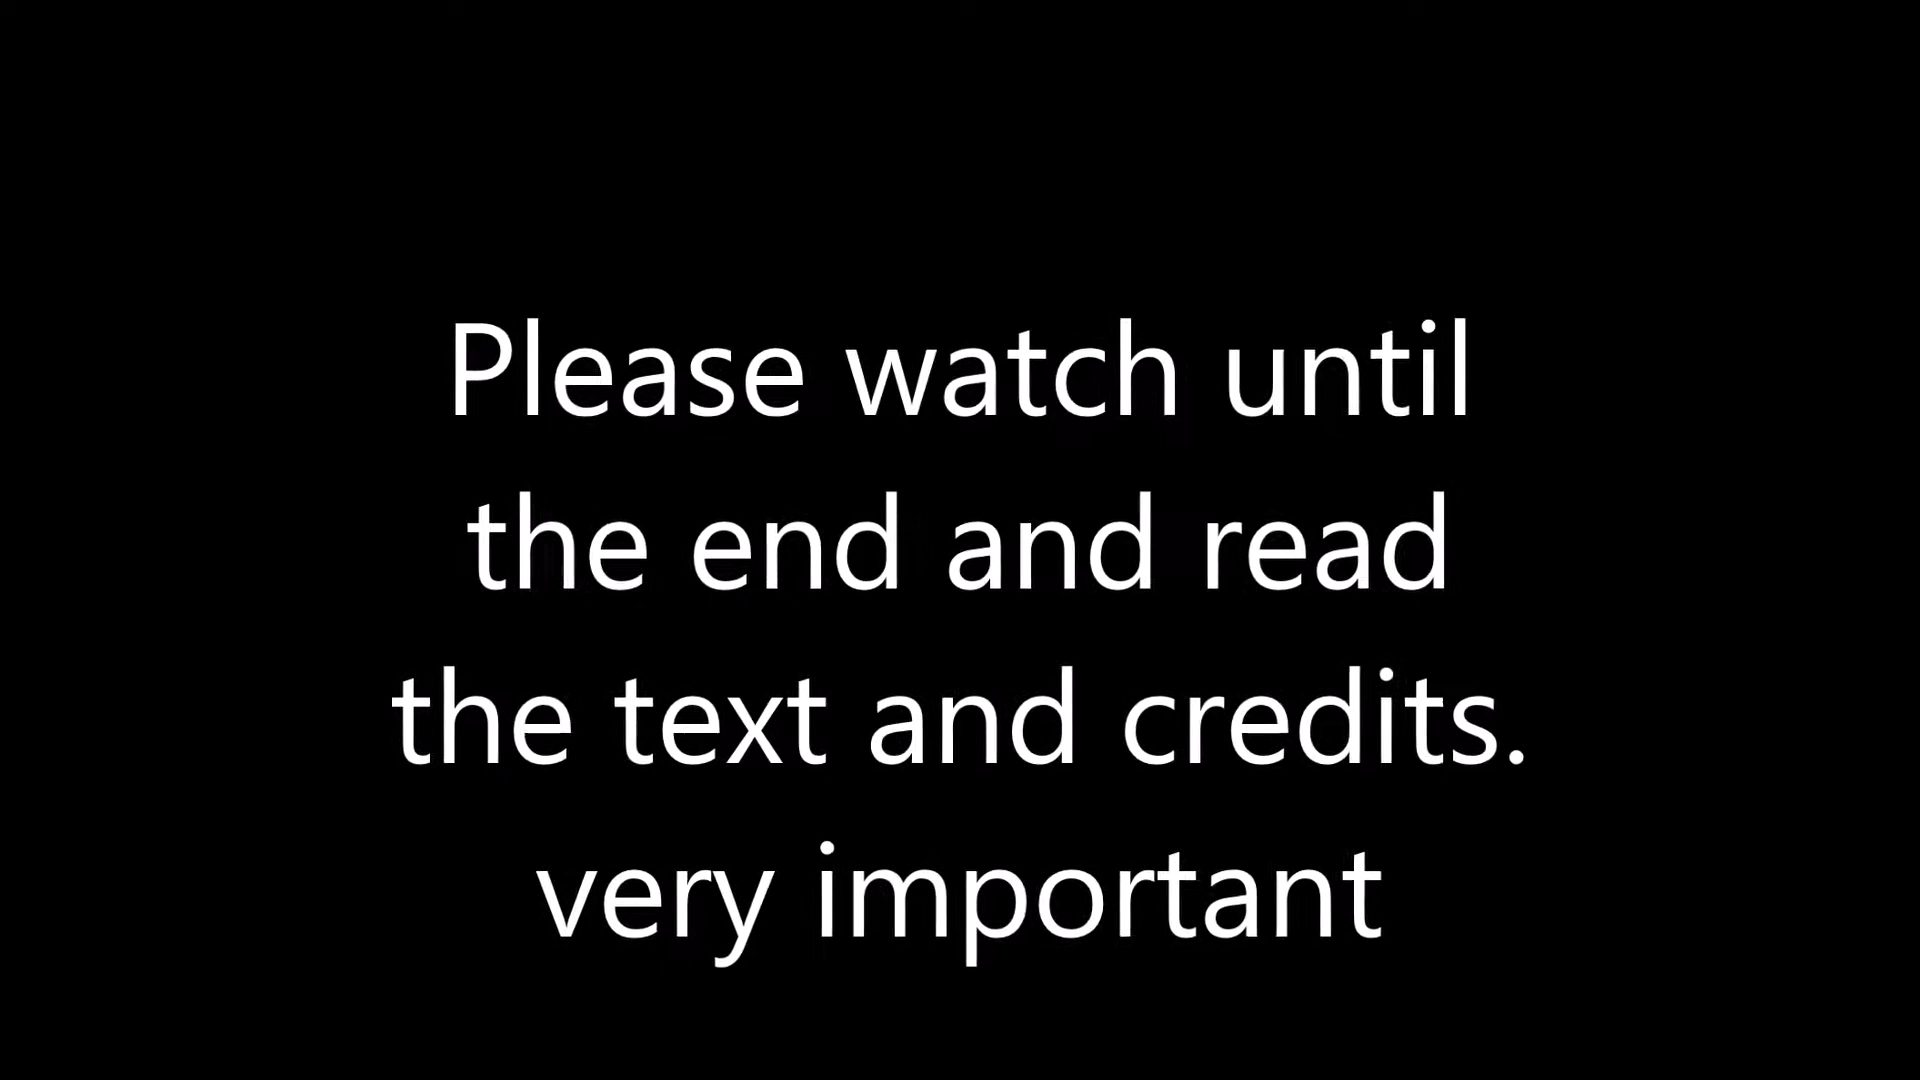 Please watch until
the end and read
the text and credits.
very important